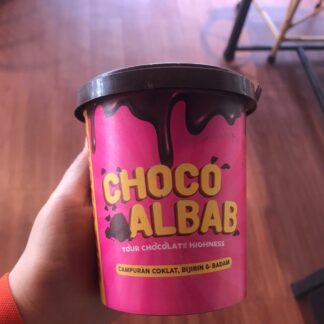 CHOCO
ALBAB
YOUR CHOCOLATE HIGHNESS
CAMPURAN COKLAT, BIJIRIN & BADAM